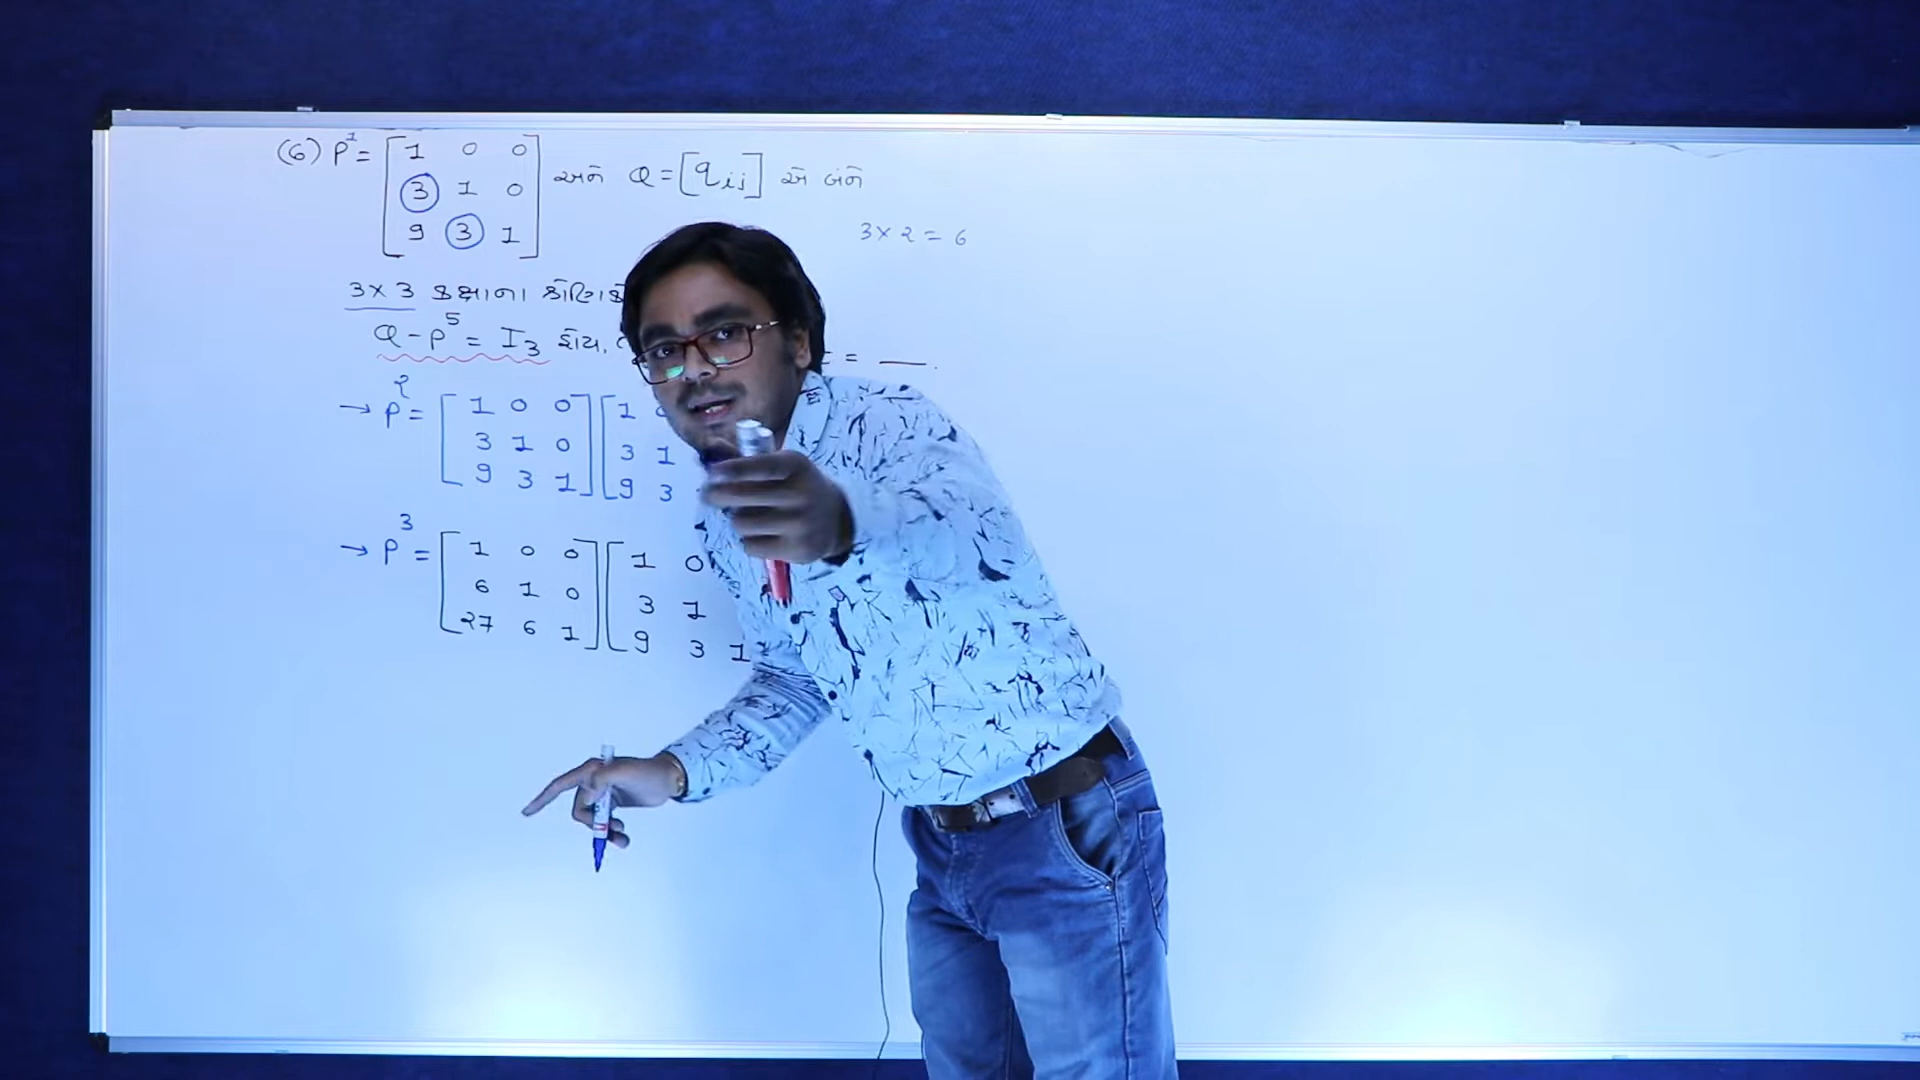 (6) P¹ = [ 1 0 0 અને Q = [qij] એ બંને
3 1 0
9 3 1 ]
3 × 2 = 6
3 × 3 કક્ષાના
Q - P⁵ = I₃ હોય,
= __.
→ P² = [ 1 0 0 ] [ 1
3 1 0 3 1
9 3 1 9 3
→ P³ = [ 1 0 0 ] [ 1 0
6 1 0 3 1
27 6 1 9 3 1